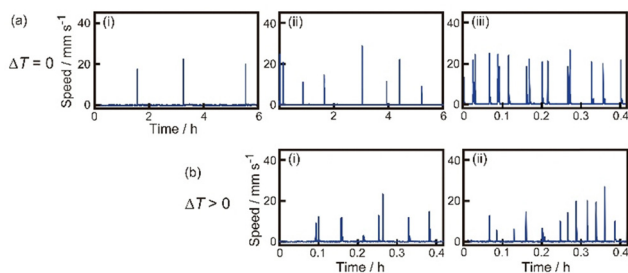 (a)
ΔT = 0
Speed / mm s⁻¹
40
20
0
(i)
(ii)
(iii)
0 2 4 6
0 2 4 6
0 0.1 0.2 0.3 0.4
Time / h
(b)
ΔT > 0
Speed / mm s⁻¹
40
20
0
(i)
(ii)
0 0.1 0.2 0.3 0.4
0 0.1 0.2 0.3 0.4
Time / h
Time / h